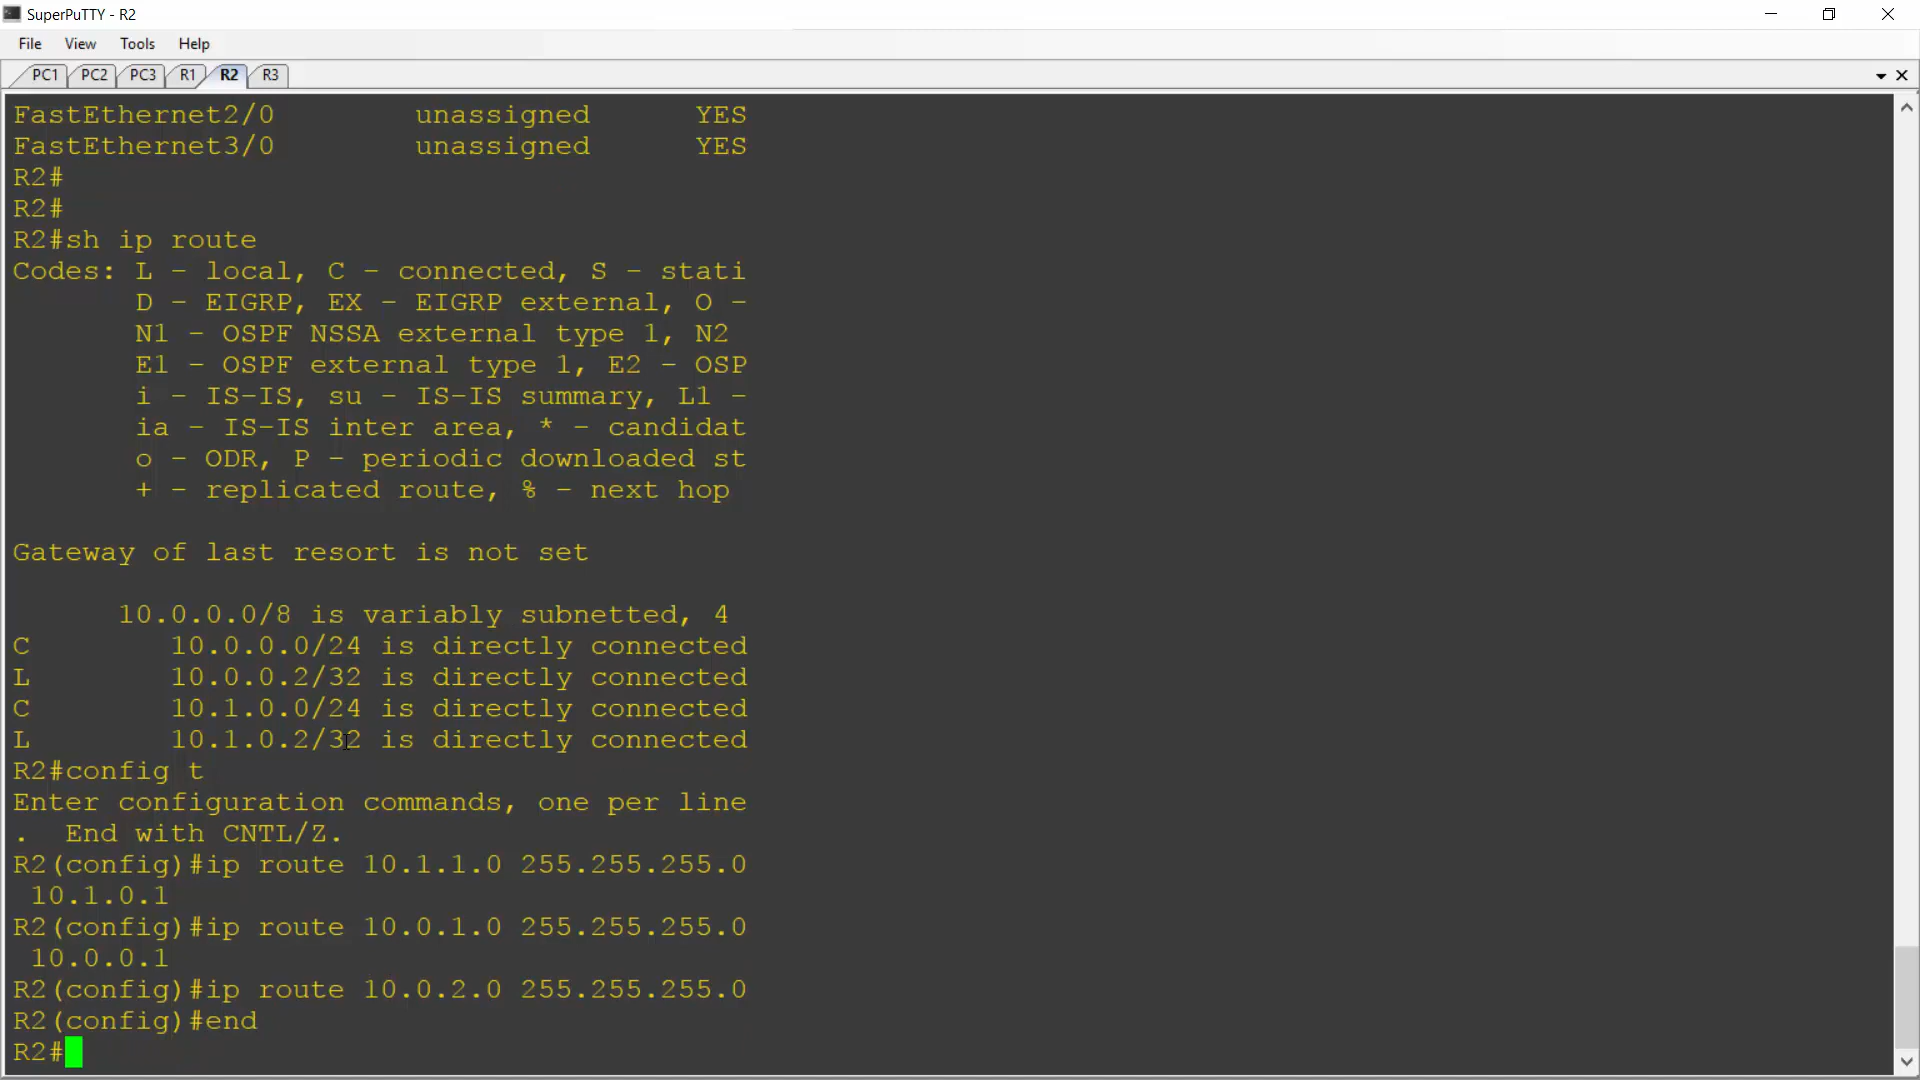 SuperPuTTY - R2
File View Tools Help
PC1 PC2 PC3 R1 R2 R3
FastEthernet2/0 unassigned YES
FastEthernet3/0 unassigned YES
R2#
R2#
R2#sh ip route
Codes: L - local, C - connected, S - stati
D - EIGRP, EX - EIGRP external, O -
N1 - OSPF NSSA external type 1, N2
E1 - OSPF external type 1, E2 - OSP
i - IS-IS, su - IS-IS summary, L1 -
ia - IS-IS inter area, * - candidat
o - ODR, P - periodic downloaded st
+ - replicated route, % - next hop
Gateway of last resort is not set
10.0.0.0/8 is variably subnetted, 4
C 10.0.0.0/24 is directly connected
L 10.0.0.2/32 is directly connected
C 10.1.0.0/24 is directly connected
L 10.1.0.2/32 is directly connected
R2#config t
Enter configuration commands, one per line
. End with CNTL/Z.
R2(config)#ip route 10.1.1.0 255.255.255.0
10.1.0.1
R2(config)#ip route 10.0.1.0 255.255.255.0
10.0.0.1
R2(config)#ip route 10.0.2.0 255.255.255.0
R2(config)#end
R2#